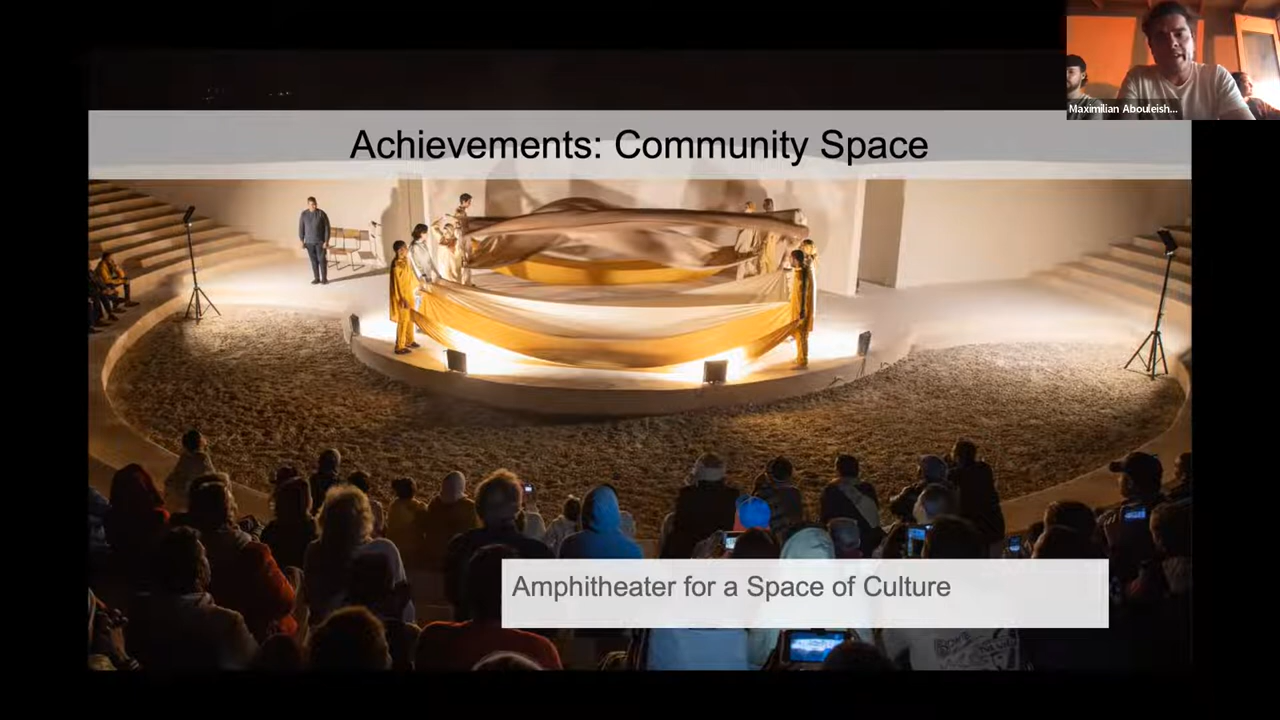 Maximilian Abouleish...
Achievements: Community Space
Amphitheater for a Space of Culture